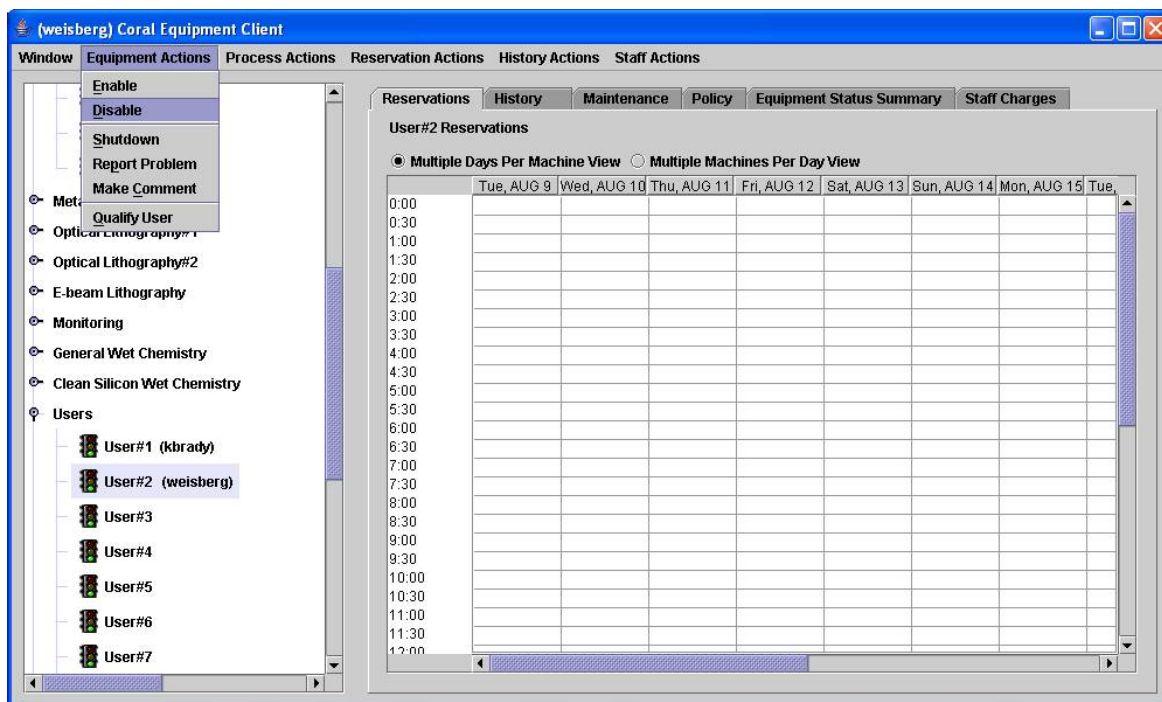 (weisberg) Coral Equipment Client
Window Equipment Actions Process Actions Reservation Actions History Actions Staff Actions
Enable
Disable
Shutdown
Report Problem
Make Comment
Qualify User
Optical Lithography#1
Optical Lithography#2
E-beam Lithography
Monitoring
General Wet Chemistry
Clean Silicon Wet Chemistry
Users
User#1 (kbrady)
User#2 (weisberg)
User#3
User#4
User#5
User#6
User#7
Reservations History Maintenance Policy Equipment Status Summary Staff Charges
User#2 Reservations
Multiple Days Per Machine View Multiple Machines Per Day View
Tue, AUG 9 Wed, AUG 10 Thu, AUG 11 Fri, AUG 12 Sat, AUG 13 Sun, AUG 14 Mon, AUG 15 Tue,
0:00
0:30
1:00
1:30
2:00
2:30
3:00
3:30
4:00
4:30
5:00
5:30
6:00
6:30
7:00
7:30
8:00
8:30
9:00
9:30
10:00
10:30
11:00
11:30
12:00